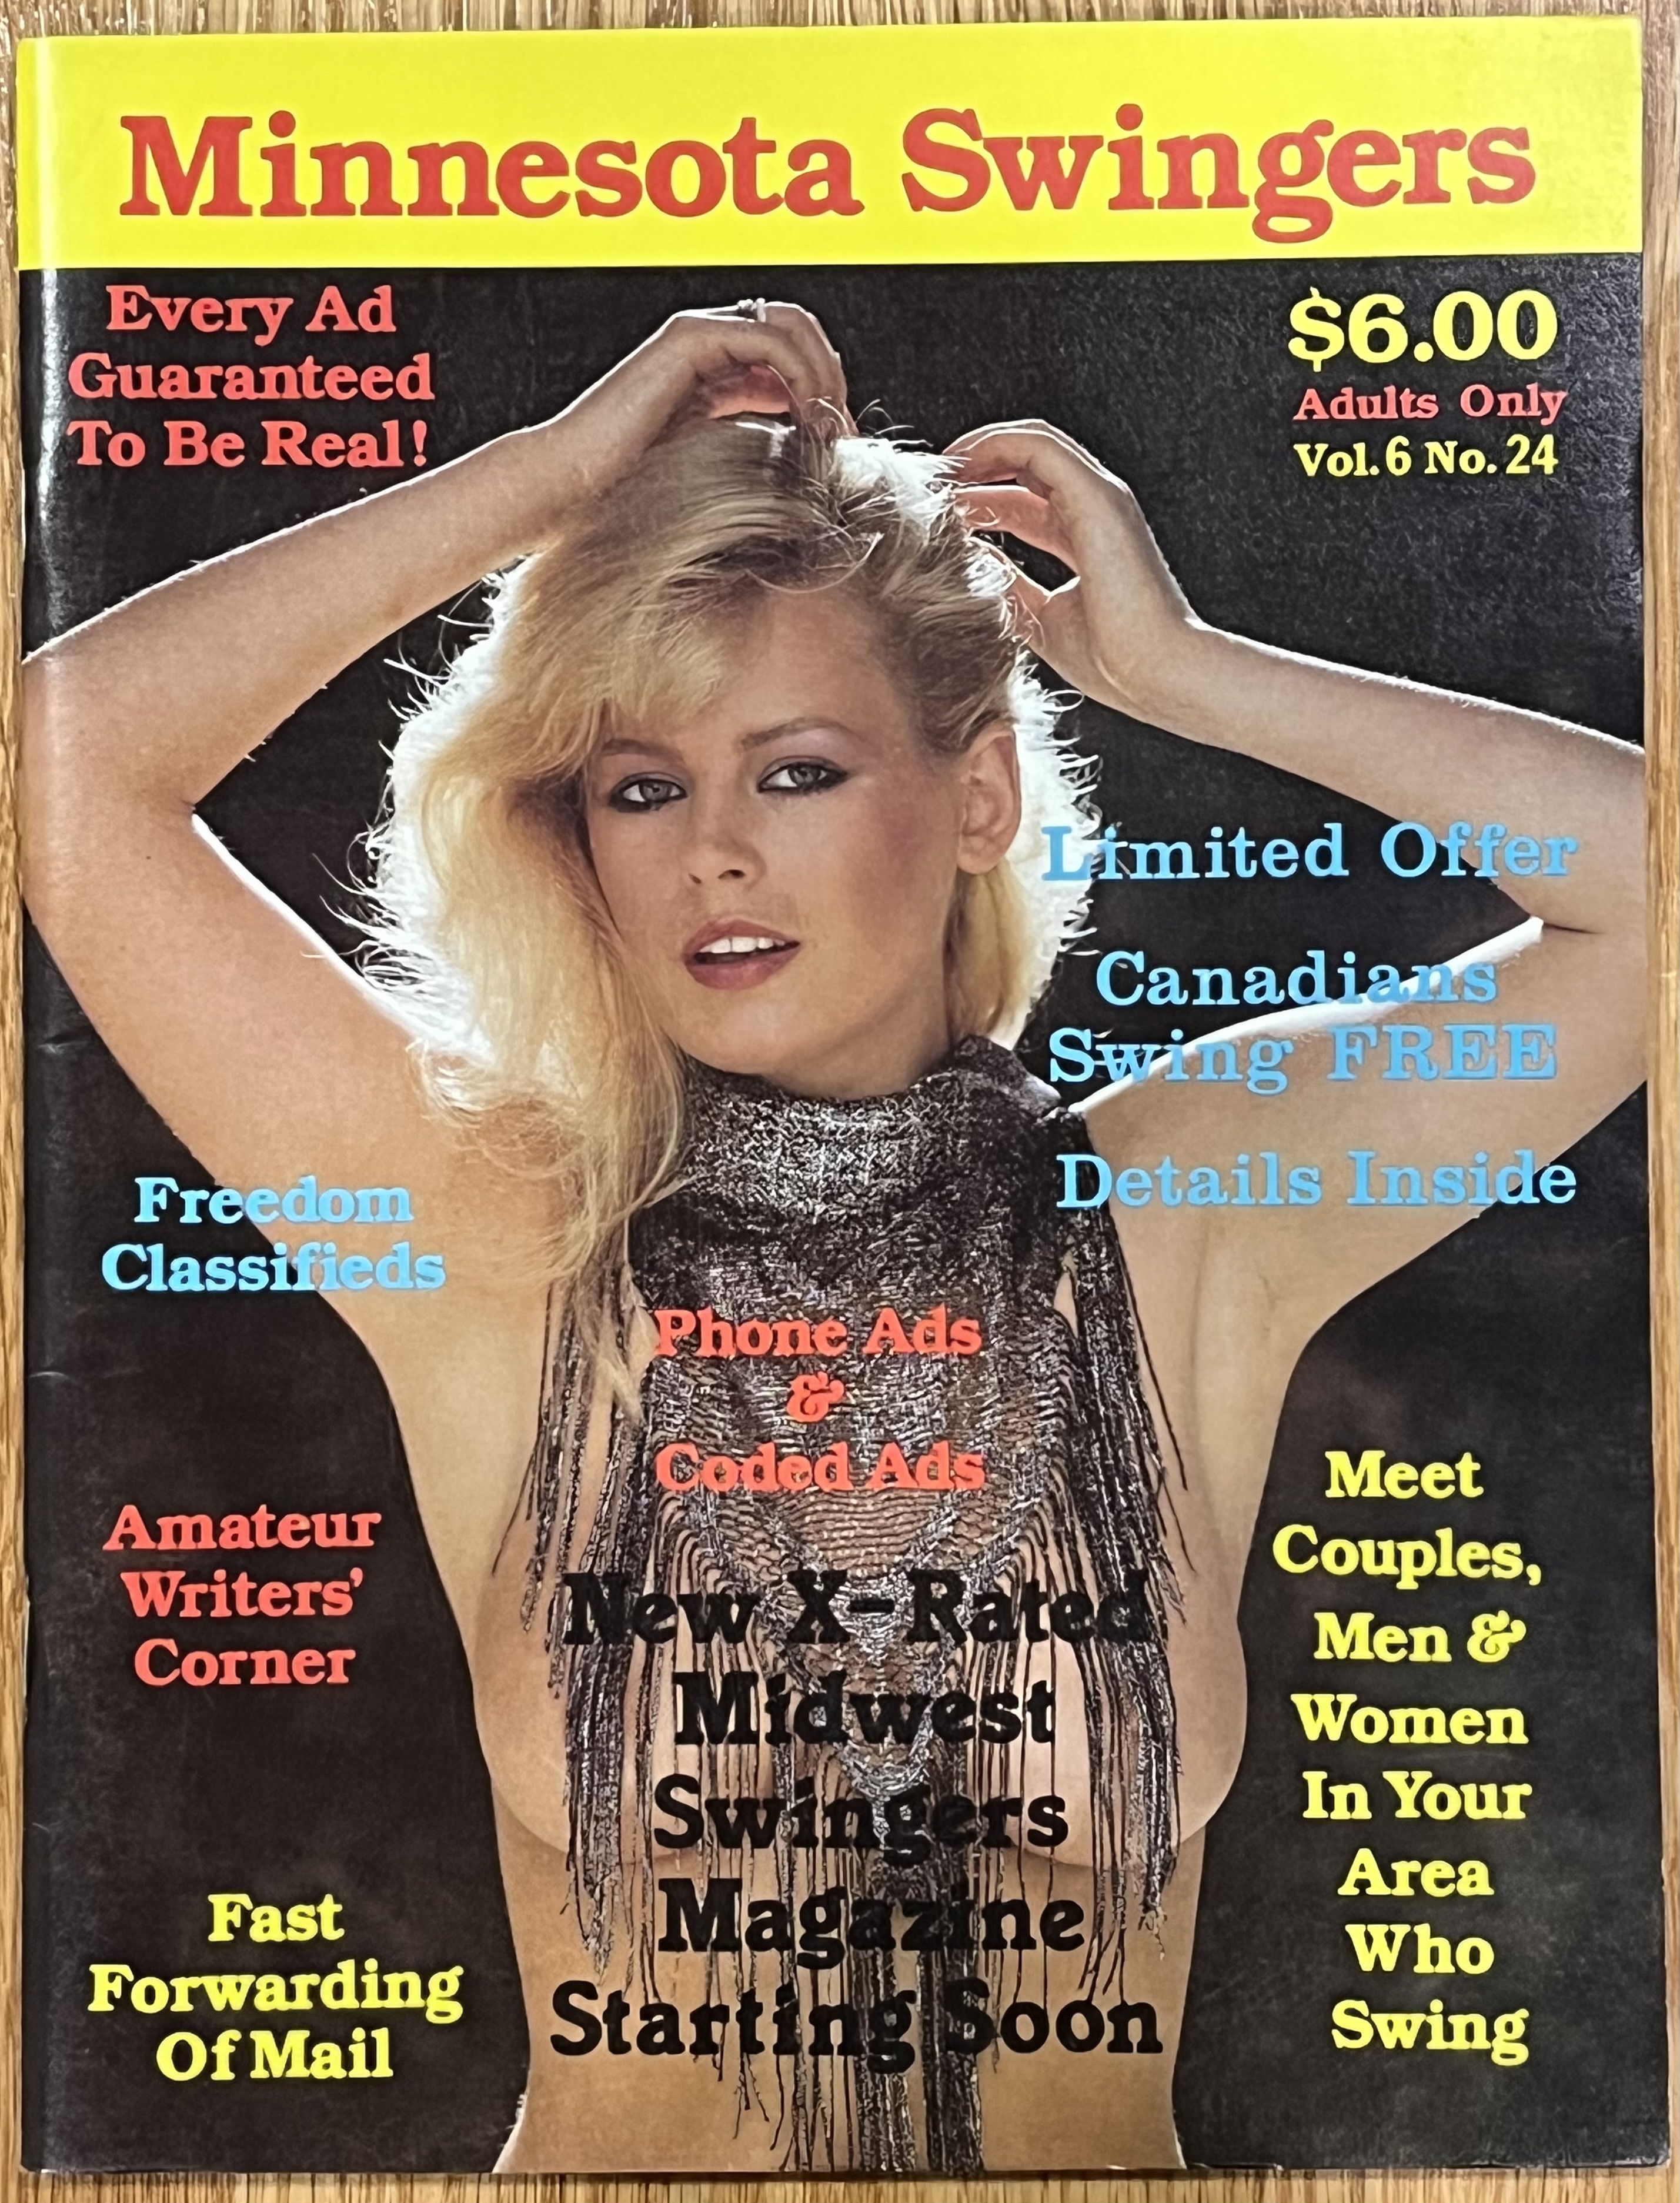 Minnesota Swingers
Every Ad
Guaranteed
To Be Real!
$6.00
Adults Only
Vol. 6 No. 24
Limited Offer
Canadians
Swing FREE
Details Inside
Freedom
Classifieds
Phone Ads
&
Coded Ads
Amateur
Writers'
Corner
New X-Rated
Midwest
Swingers
Magazine
Starting Soon
Meet
Couples,
Men &
Women
In Your
Area
Who
Swing
Fast
Forwarding
Of Mail